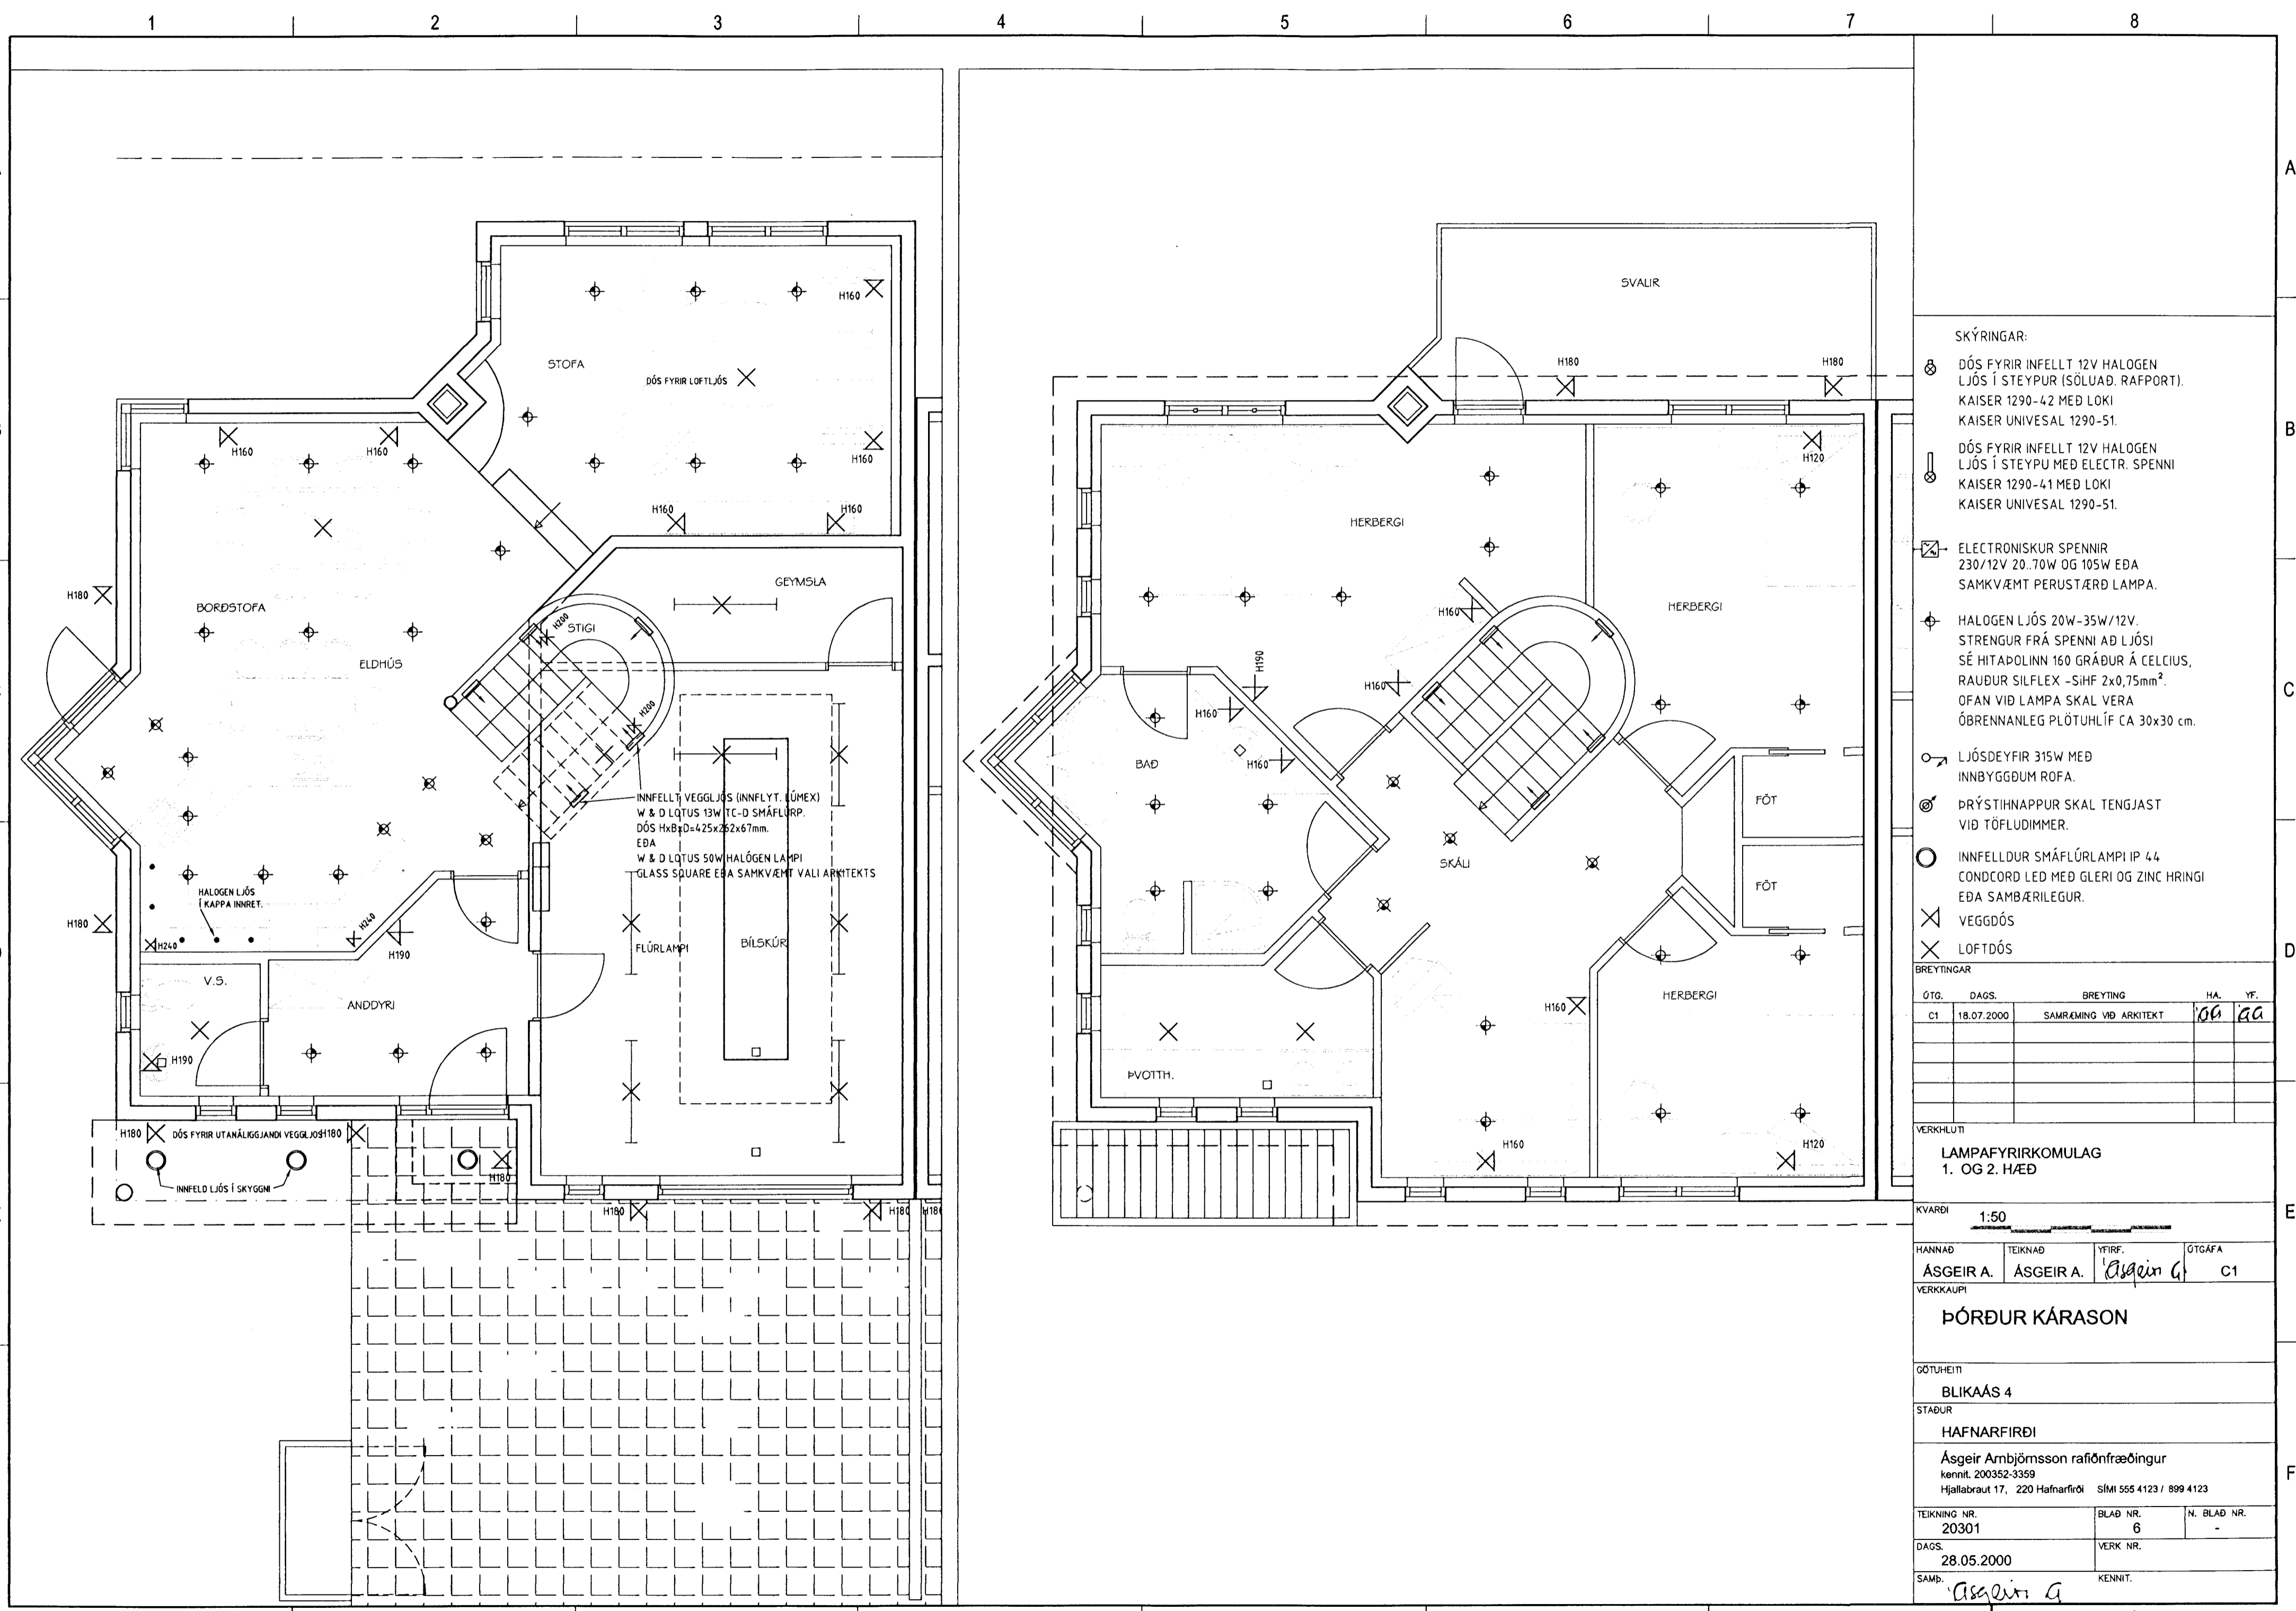 1 2 3 4 5 6 7 8
A
B
C
D
E
F
STOFA
DÓS FYRIR LOFTLJÓS
H160
H160
H160
H160
H160
H160
H180
BORÐSTOFA
ELDHÚS
STIGI
H200
H200
GEYMSLA
INNFELLT VEGGLJÓS (INNFLYT. LÚMEX)
W & D LOTUS 13W TC-D SMÁFLÚRP.
DÓS HxBxD=425x262x67mm.
EÐA
W & D LOTUS 50W HALÓGEN LAMPI
GLASS SQUARE EÐA SAMKVÆMT VALI ARKITEKTS
HALOGEN LJÓS
Í KAPPA INNRET.
H180
H240
H240
H190
FLÚRLAMPI
BÍLSKÚR
V.S.
ANDDYRI
H190
H180
DÓS FYRIR UTANÁLIGGJANDI VEGGLJÓS
H180
H180
INNFELD LJÓS Í SKYGGNI
H180
H180
H180
SVALIR
H180
H180
H120
HERBERGI
HERBERGI
H160
H190
H160
H160
H160
BAÐ
FÖT
SKÁLI
FÖT
HERBERGI
H160
ÞVOTTH.
H160
H120
SKÝRINGAR:
DÓS FYRIR INFELLT 12V HALOGEN
LJÓS Í STEYPUR (SÖLUAÐ. RAFPORT).
KAISER 1290-42 MEÐ LOKI
KAISER UNIVESAL 1290-51.
DÓS FYRIR INFELLT 12V HALOGEN
LJÓS Í STEYPU MEÐ ELECTR. SPENNI
KAISER 1290-41 MEÐ LOKI
KAISER UNIVESAL 1290-51.
ELECTRONISKUR SPENNIR
230/12V 20..70W OG 105W EÐA
SAMKVÆMT PERUSTÆRÐ LAMPA.
HALOGEN LJÓS 20W-35W/12V.
STRENGUR FRÁ SPENNI AÐ LJÓSI
SÉ HITAÞOLINN 160 GRÁÐUR Á CELCIUS,
RAUÐUR SILFLEX -SiHF 2x0,75mm².
OFAN VIÐ LAMPA SKAL VERA
ÓBRENNANLEG PLÖTUHLÍF CA 30x30 cm.
LJÓSDEYFIR 315W MEÐ
INNBYGGÐUM ROFA.
ÞRÝSTIHNAPPUR SKAL TENGJAST
VIÐ TÖFLUDIMMER.
INNFELLDUR SMÁFLÚRLAMPI IP 44
CONDCORD LED MEÐ GLERI OG ZINC HRINGI
EÐA SAMBÆRILEGUR.
VEGGDÓS
LOFTDÓS
BREYTINGAR
ÚTG. DAGS. BREYTING HA. YF.
C1 18.07.2000 SAMRÆMING VIÐ ARKITEKT ÁA ÁA
VERKHLUTI
LAMPAFYRIRKOMULAG
1. OG 2. HÆÐ
KVARÐI
1:50
HANNAÐ TEIKNAÐ YFIRF. ÚTGÁFA
ÁSGEIR A. ÁSGEIR A. Ásgeir A C1
VERKKAUPI
ÞÓRÐUR KÁRASON
GÖTUHEITI
BLIKAÁS 4
STAÐUR
HAFNARFIRÐI
Ásgeir Arnbjörnsson rafiðnfræðingur
kennit. 200352-3359
Hjallabraut 17, 220 Hafnarfirði SÍMI 555 4123 / 899 4123
TEIKNING NR. BLAÐ NR. N. BLAÐ NR.
20301 6 -
DAGS. VERK NR.
28.05.2000
SAMÞ. KENNIT.
Ásgeir A